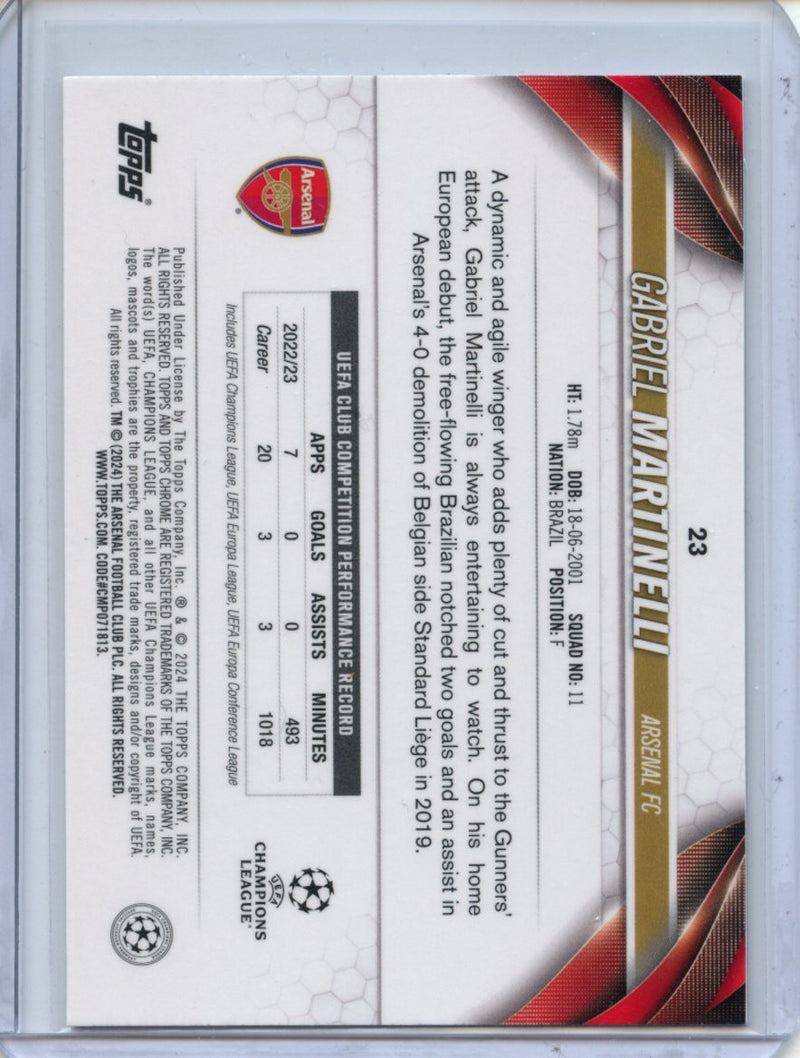 23
GABRIEL MARTINELLI ARSENAL FC
HT: 1.78m DOB: 18-06-2001 SQUAD NO: 11
NATION: BRAZIL POSITION: F
A dynamic and agile winger who adds plenty of cut and thrust to the Gunners'
attack, Gabriel Martinelli is always entertaining to watch. On his home
European debut, the free-flowing Brazilian notched two goals and an assist in
Arsenal's 4-0 demolition of Belgian side Standard Liège in 2019.
Arsenal
®
UEFA CLUB COMPETITION PERFORMANCE RECORD
APPS GOALS ASSISTS MINUTES
2022/23 7 0 0 493
Career 20 3 3 1018
Includes UEFA Champions League, UEFA Europa League, UEFA Europa Conference League
UEFA
CHAMPIONS
LEAGUE®
topps®
Published Under License by The Topps Company, Inc. ® & © 2024 THE TOPPS COMPANY, INC.
ALL RIGHTS RESERVED. TOPPS AND TOPPS CHROME ARE REGISTERED TRADEMARKS OF THE TOPPS COMPANY, INC.
The word(s) UEFA, CHAMPIONS LEAGUE, and all other UEFA Champions League marks, names,
logos, mascots and trophies are the property, registered trade marks, designs and/or copyright of UEFA.
All rights reserved. TM © (2024) THE ARSENAL FOOTBALL CLUB PLC. ALL RIGHTS RESERVED.
WWW.TOPPS.COM. CODE#CMP071813.